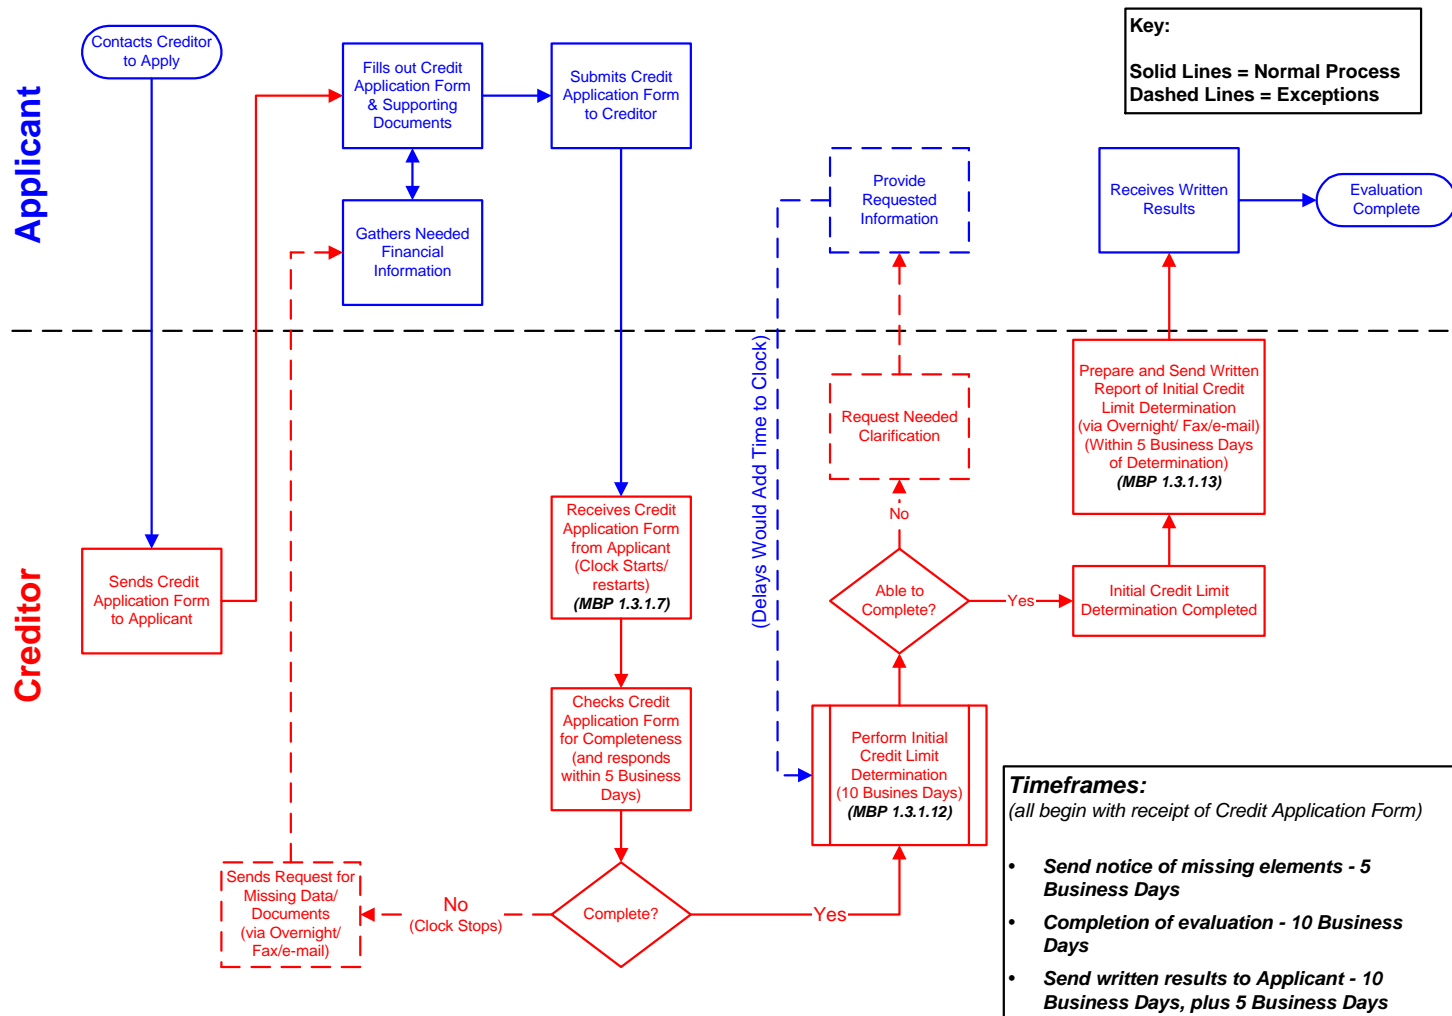 Applicant
Creditor
Contacts Creditor
to Apply
Fills out Credit
Application Form
& Supporting
Documents
Submits Credit
Application Form
to Creditor
Key:
Solid Lines = Normal Process
Dashed Lines = Exceptions
Gathers Needed
Financial
Information
Provide
Requested
Information
Receives Written
Results
Evaluation
Complete
(Delays Would Add Time to Clock)
Request Needed
Clarification
Prepare and Send Written
Report of Initial Credit
Limit Determination
(via Overnight/ Fax/e-mail)
(Within 5 Business Days
of Determination)
(MBP 1.3.1.13)
No
Sends Credit
Application Form
to Applicant
Receives Credit
Application Form
from Applicant
(Clock Starts/
restarts)
(MBP 1.3.1.7)
Able to
Complete?
Yes
Initial Credit Limit
Determination Completed
Checks Credit
Application Form
for Completeness
(and responds
within 5 Business
Days)
Perform Initial
Credit Limit
Determination
(10 Busines Days)
(MBP 1.3.1.12)
Sends Request for
Missing Data/
Documents
(via Overnight/
Fax/e-mail)
No
(Clock Stops)
Complete?
Yes
Timeframes:
(all begin with receipt of Credit Application Form)
• Send notice of missing elements - 5
Business Days
• Completion of evaluation - 10 Business
Days
• Send written results to Applicant - 10
Business Days, plus 5 Business Days